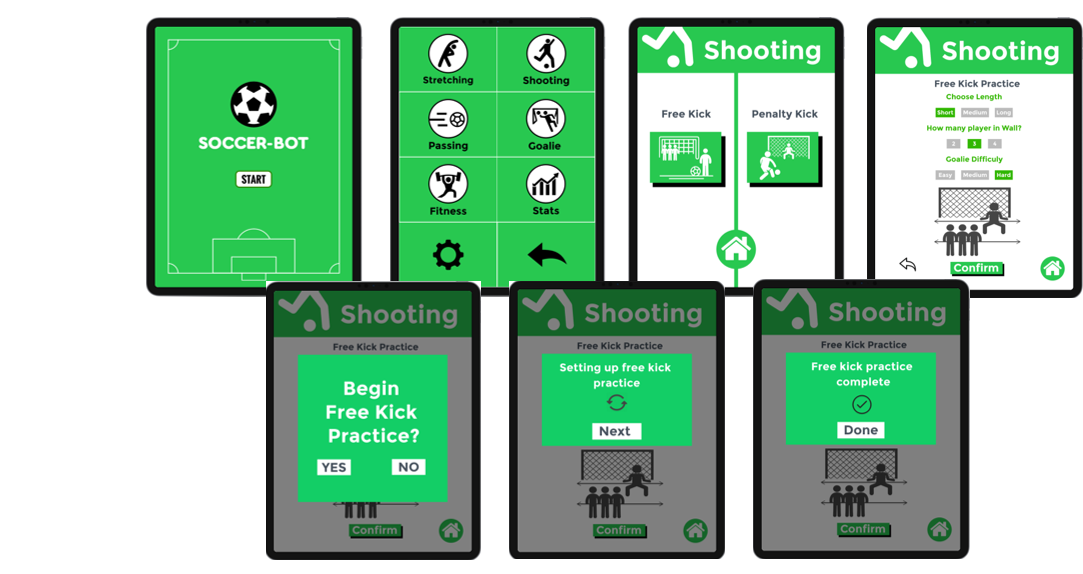 SOCCER-BOT
START
Stretching
Shooting
Passing
Goalie
Fitness
Stats
Shooting
Free Kick
Penalty Kick
Shooting
Free Kick Practice
Choose Length
Short Medium Long
How many player in Wall?
2 3 4
Goalie Difficuly
Easy Medium Hard
Confirm
Shooting
Free Kick Practice
Begin
Free Kick
Practice?
YES NO
Confirm
Shooting
Free Kick Practice
Setting up free kick
practice
Next
Confirm
Shooting
Free Kick Practice
Free kick practice
complete
Done
Confirm